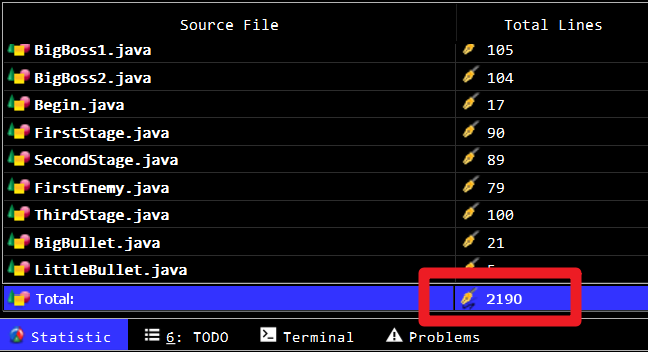 Source File Total Lines
BigBoss1.java 105
BigBoss2.java 104
Begin.java 17
FirstStage.java 90
SecondStage.java 89
FirstEnemy.java 79
ThirdStage.java 100
BigBullet.java 21
LittleBullet.java
Total: 2190
Statistic 6: TODO Terminal Problems